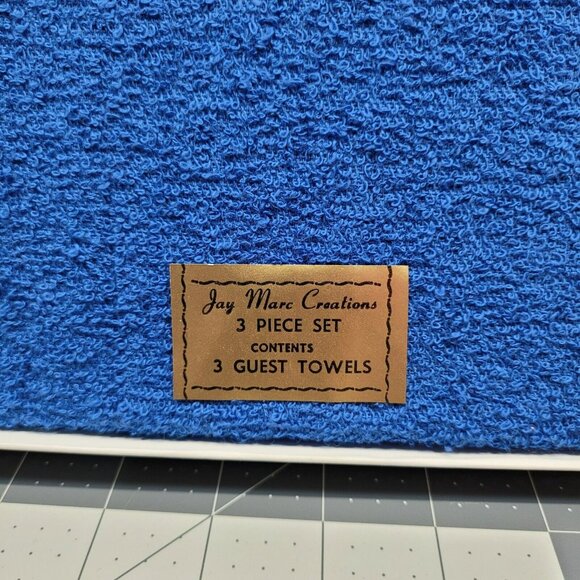 Jay Marc Creations
3 PIECE SET
CONTENTS
3 GUEST TOWELS